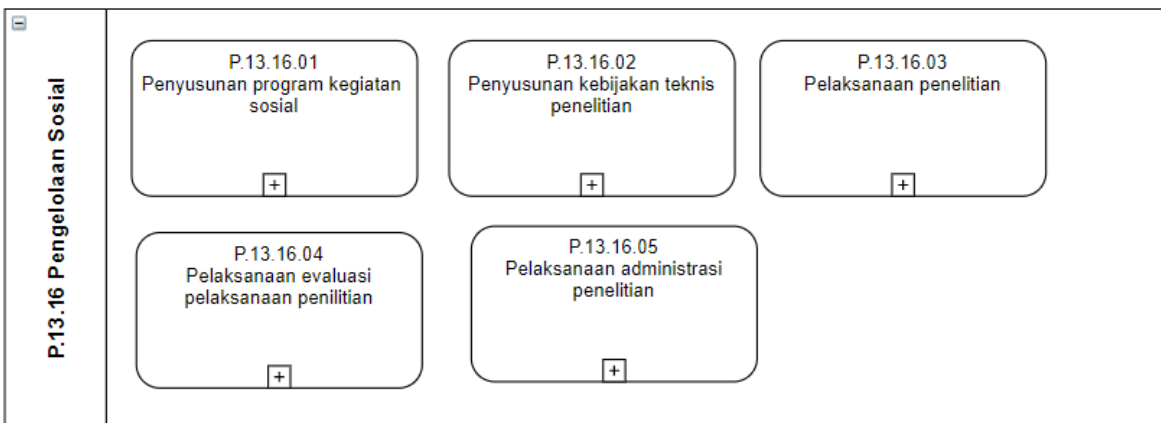 P.13.16 Pengelolaan Sosial
P.13.16.01
Penyusunan program kegiatan
sosial
P.13.16.02
Penyusunan kebijakan teknis
penelitian
P.13.16.03
Pelaksanaan penelitian
P.13.16.04
Pelaksanaan evaluasi
pelaksanaan penilitian
P.13.16.05
Pelaksanaan administrasi
penelitian